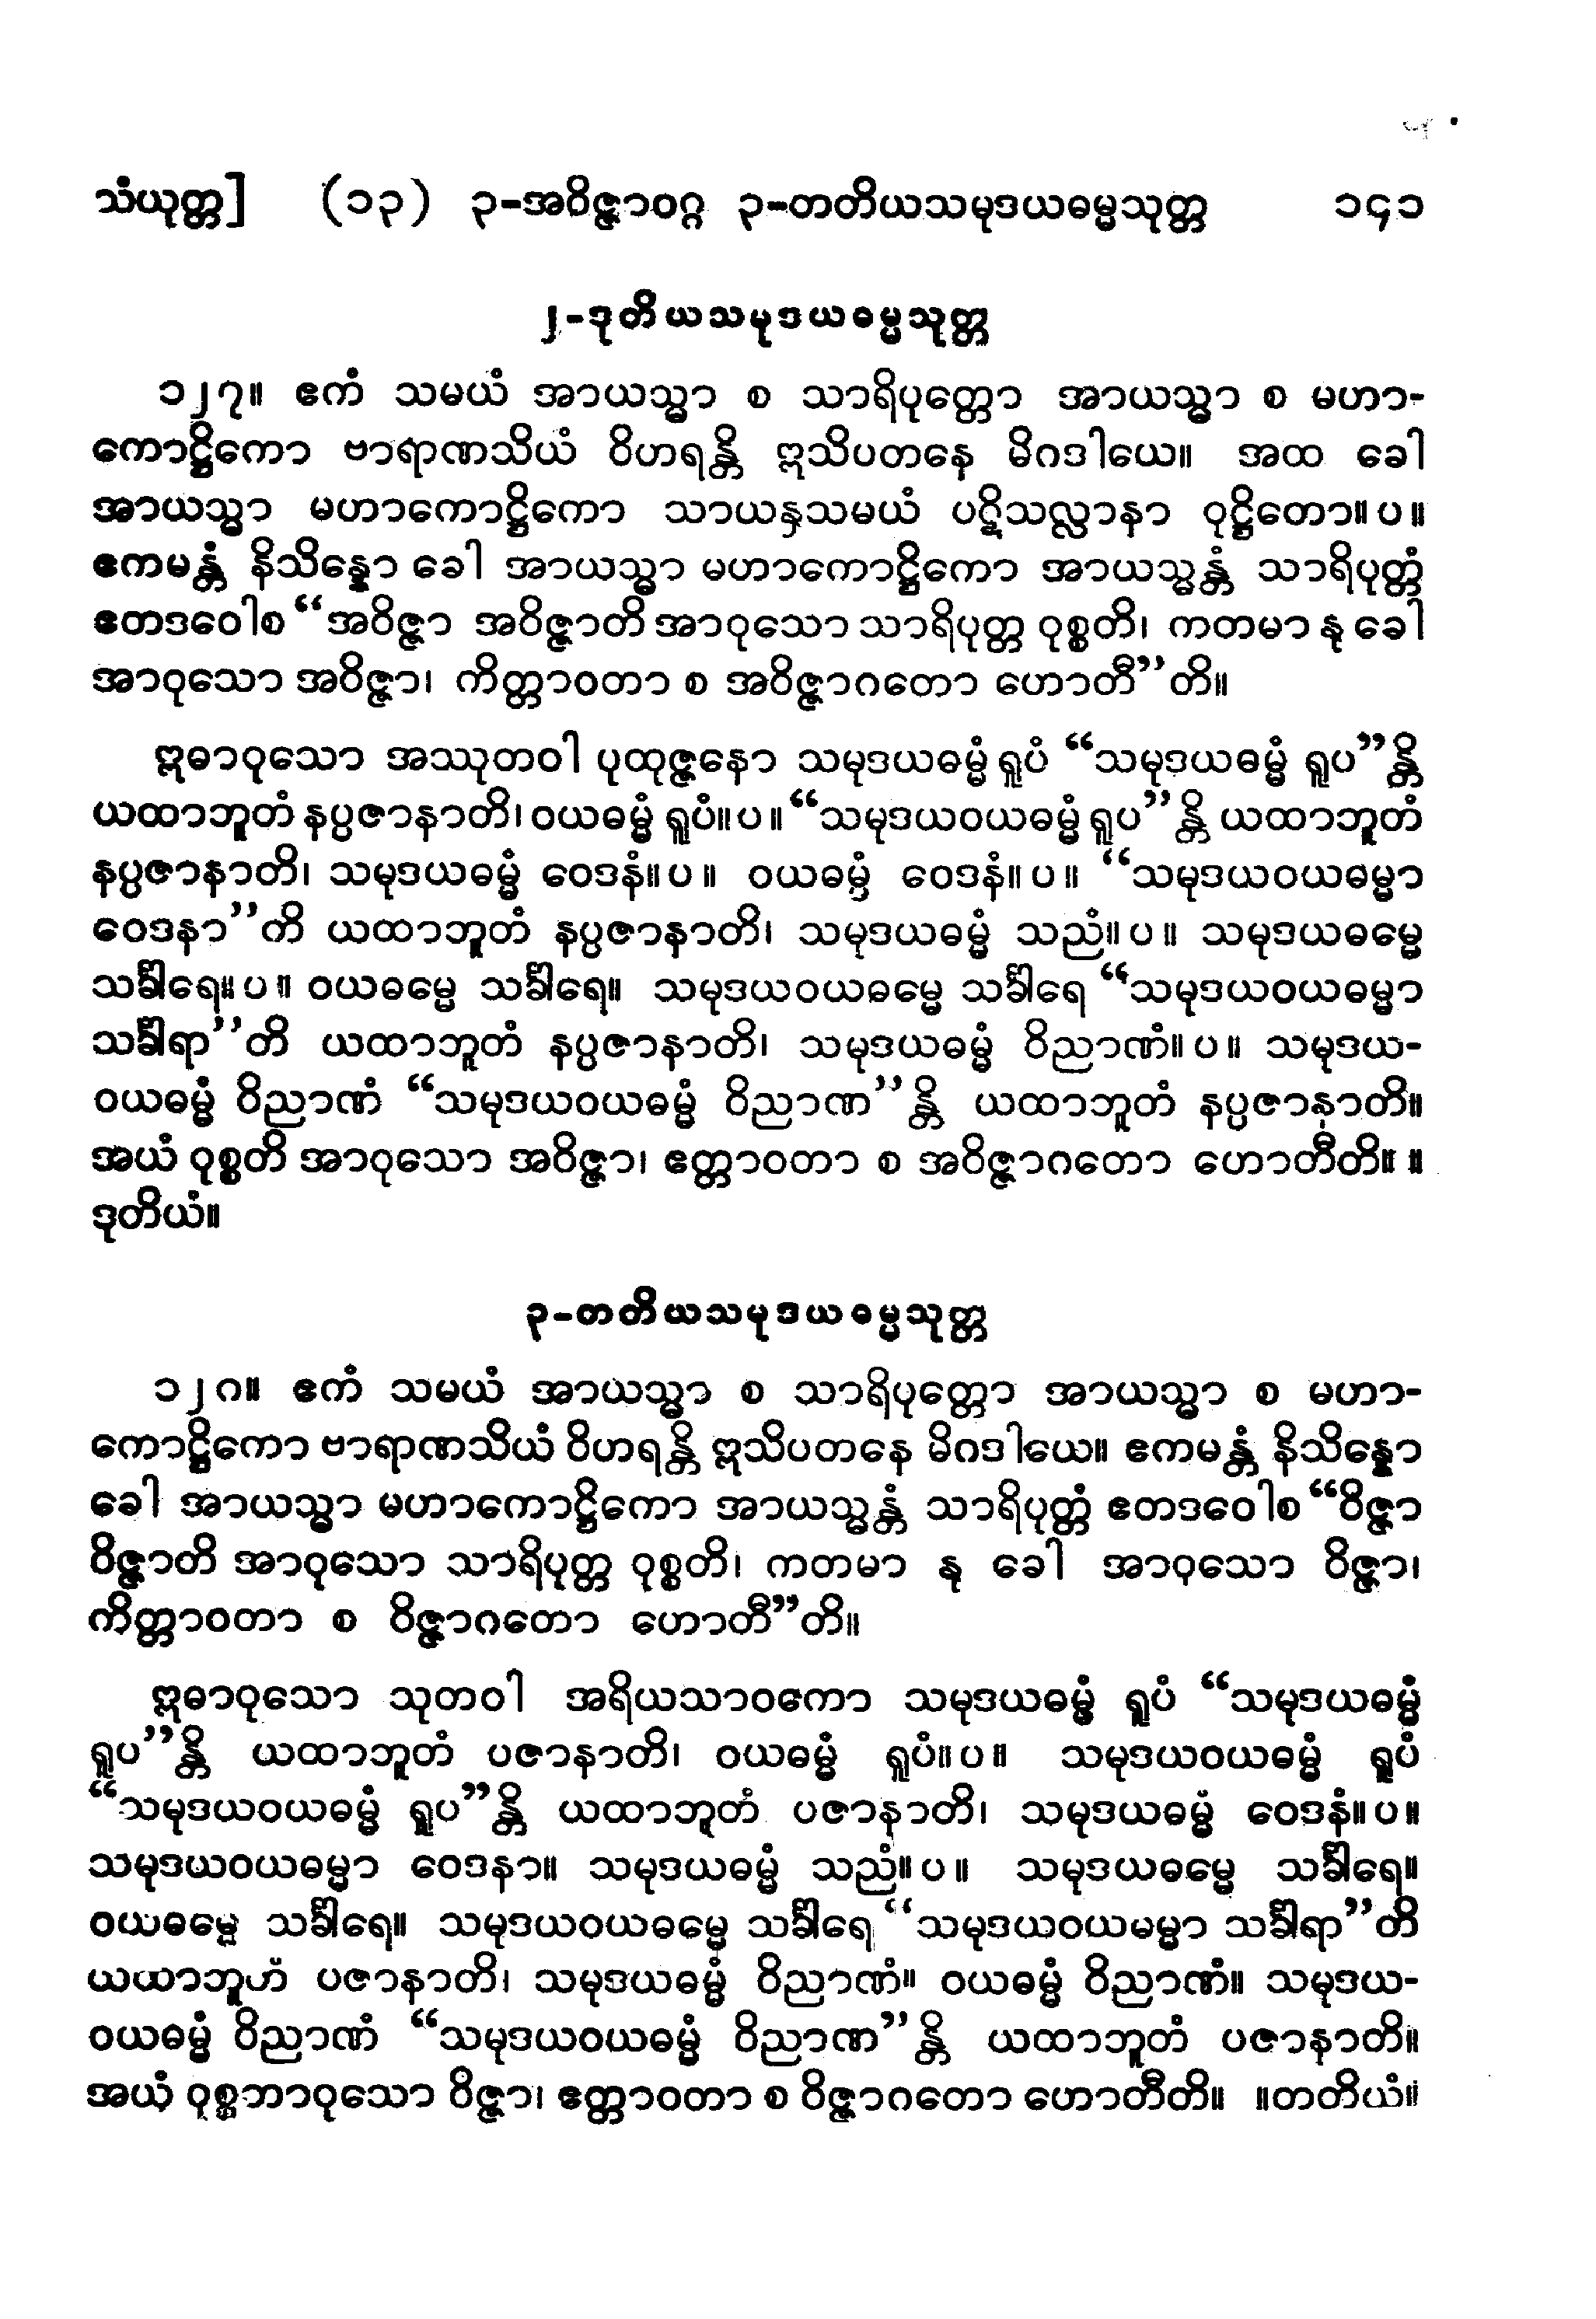 သံယုတ္တ] (၁၃) ၃-အဝိဇ္ဇာဝဂ္ဂ ၃-တတိယသမုဒယဓမ္မသုတ္တ ၁၄၁
၂-ဒုတိယသမုဒယဓမ္မသုတ္တ
၁၂၇။ ဧကံ သမယံ အာယသ္မာ စ သာရိပုတ္တော အာယသ္မာ စ မဟာ-
ကောဋ္ဌိကော ဗာရာဏသိယံ ဝိဟရန္တိ ဣသိပတနေ မိဂဒါယေ။ အထ ခေါ
အာယသ္မာ မဟာကောဋ္ဌိကော သာယနှသမယံ ပဋိသလ္လာနာ ဝုဋ္ဌိတော။ပ။
ဧကမန္တံ နိသိန္နော ခေါ အာယသ္မာ မဟာကောဋ္ဌိကော အာယသ္မန္တံ သာရိပုတ္တံ
ဧတဒဝေါစ “အဝိဇ္ဇာ အဝိဇ္ဇာတိ အာဝုသော သာရိပုတ္တ ဝုစ္စတိ၊ ကတမာ နု ခေါ
အာဝုသော အဝိဇ္ဇာ၊ ကိတ္တာဝတာ စ အဝိဇ္ဇာဂတော ဟောတီ”တိ။
ဣဓာဝုသော အဿုတဝါ ပုထုဇ္ဇနော သမုဒယဓမ္မံ ရူပံ “သမုဒယဓမ္မံ ရူပ”န္တိ
ယထာဘူတံ နပ္ပဇာနာတိ၊ ဝယဓမ္မံ ရူပံ။ပ။ “သမုဒယဝယဓမ္မံ ရူပ”န္တိ ယထာဘူတံ
နပ္ပဇာနာတိ၊ သမုဒယဓမ္မံ ဝေဒနံ။ပ။ ဝယဓမ္မံ ဝေဒနံ။ပ။ “သမုဒယဝယဓမ္မာ
ဝေဒနာ”ကိ ယထာဘူတံ နပ္ပဇာနာတိ၊ သမုဒယဓမ္မံ သညံ။ပ။ သမုဒယဓမ္မေ
သင်္ခါရေ။ပ။ ဝယဓမ္မေ သင်္ခါရေ။ သမုဒယဝယဓမ္မေ သင်္ခါရေ “သမုဒယဝယဓမ္မာ
သင်္ခါရာ”တိ ယထာဘူတံ နပ္ပဇာနာတိ၊ သမုဒယဓမ္မံ ဝိညာဏံ။ပ။ သမုဒယ-
ဝယဓမ္မံ ဝိညာဏံ “သမုဒယဝယဓမ္မံ ဝိညာဏ”န္တိ ယထာဘူတံ နပ္ပဇာနာတိ။
အယံ ဝုစ္စတိ အာဝုသော အဝိဇ္ဇာ၊ ဧတ္တာဝတာ စ အဝိဇ္ဇာဂတော ဟောတီတိ။ ။
ဒုတိယံ။
၃-တတိယသမုဒယဓမ္မသုတ္တ
၁၂၈။ ဧကံ သမယံ အာယသ္မာ စ သာရိပုတ္တော အာယသ္မာ စ မဟာ-
ကောဋ္ဌိကော ဗာရာဏသိယံ ဝိဟရန္တိ ဣသိပတနေ မိဂဒါယေ။ ဧကမန္တံ နိသိန္နော
ခေါ အာယသ္မာ မဟာကောဋ္ဌိကော အာယသ္မန္တံ သာရိပုတ္တံ ဧတဒဝေါစ “ဝိဇ္ဇာ
ဝိဇ္ဇာတိ အာဝုသော သာရိပုတ္တ ဝုစ္စတိ၊ ကတမာ နု ခေါ အာဝုသော ဝိဇ္ဇာ၊
ကိတ္တာဝတာ စ ဝိဇ္ဇာဂတော ဟောတီ”တိ။
ဣဓာဝုသော သုတဝါ အရိယသာဝကော သမုဒယဓမ္မံ ရူပံ “သမုဒယဓမ္မံ
ရူပ”န္တိ ယထာဘူတံ ပဇာနာတိ၊ ဝယဓမ္မံ ရူပံ။ပ။ သမုဒယဝယဓမ္မံ ရူပံ
“သမုဒယဝယဓမ္မံ ရူပ”န္တိ ယထာဘူတံ ပဇာနာတိ၊ သမုဒယဓမ္မံ ဝေဒနံ။ပ။
သမုဒယဝယဓမ္မာ ဝေဒနာ။ သမုဒယဓမ္မံ သညံ။ပ။ သမုဒယဓမ္မေ သင်္ခါရေ။
ဝယဓမ္မေ သင်္ခါရေ။ သမုဒယဝယဓမ္မေ သင်္ခါရေ “သမုဒယဝယမမ္မာ သင်္ခါရာ”တိ
ယထာဘူဟံ ပဇာနာတိ၊ သမုဒယဓမ္မံ ဝိညာဏံ။ ဝယဓမ္မံ ဝိညာဏံ။ သမုဒယ-
ဝယဓမ္မံ ဝိညာဏံ “သမုဒယဝယဓမ္မံ ဝိညာဏ”န္တိ ယထာဘူတံ ပဇာနာတိ။
အယံ ဝိဇ္ဇာ၊ ဧတ္တာဝတာ စ ဝိဇ္ဇာဂတော ဟောတီတိ။ ။တတိယံ။